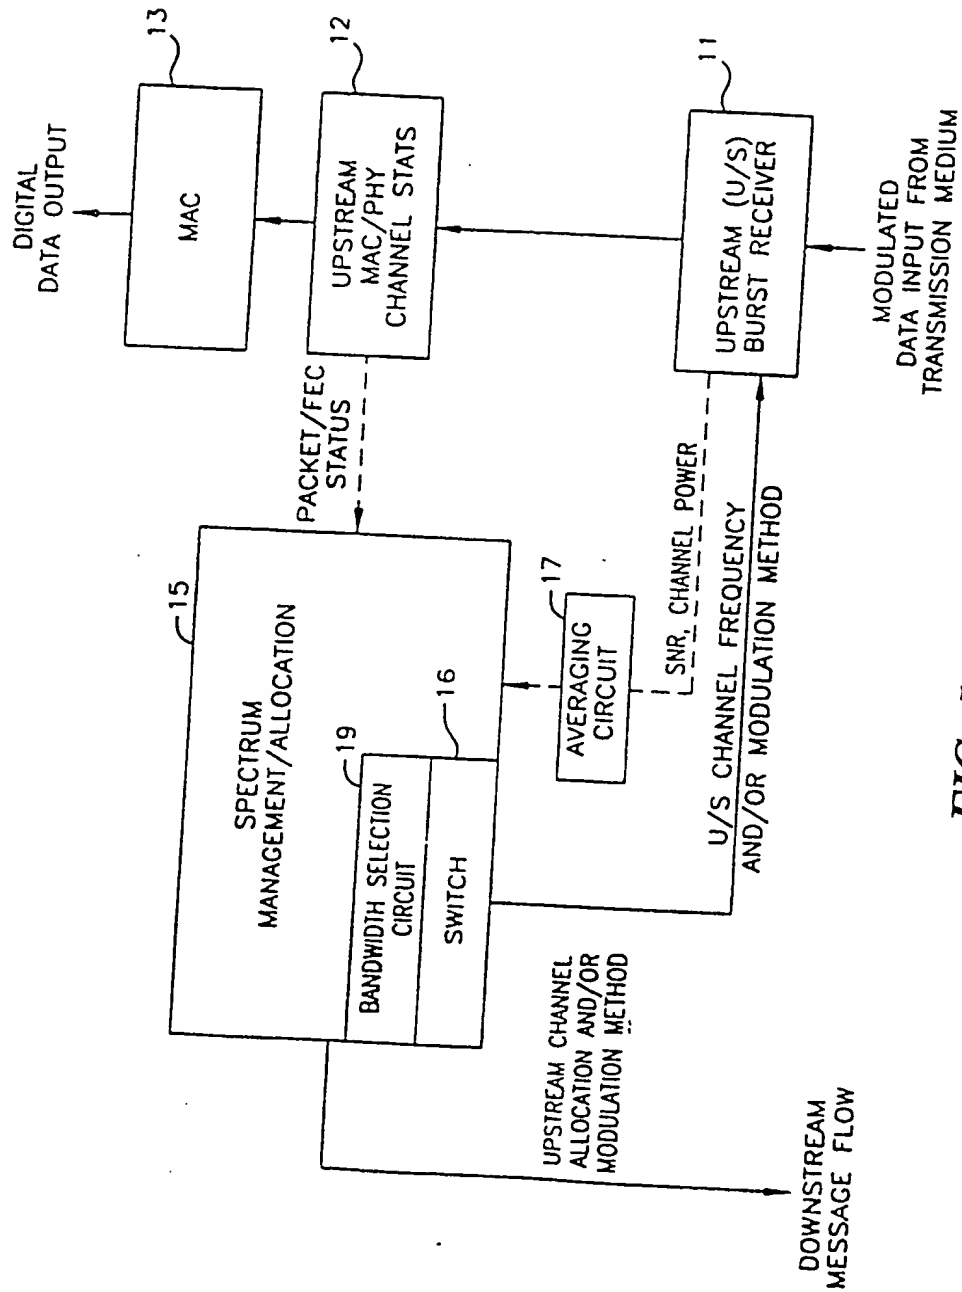 DIGITAL
DATA OUTPUT
13
MAC
12
UPSTREAM
MAC/PHY
CHANNEL STATS
PACKET/FEC
STATUS
15
SPECTRUM
MANAGEMENT/ALLOCATION
19
BANDWIDTH SELECTION
CIRCUIT
16
SWITCH
17
AVERAGING
CIRCUIT
SNR, CHANNEL POWER
11
UPSTREAM (U/S)
BURST RECEIVER
U/S CHANNEL FREQUENCY
AND/OR MODULATION METHOD
MODULATED
DATA INPUT FROM
TRANSMISSION MEDIUM
UPSTREAM CHANNEL
ALLOCATION AND/OR
MODULATION METHOD
DOWNSTREAM
MESSAGE FLOW